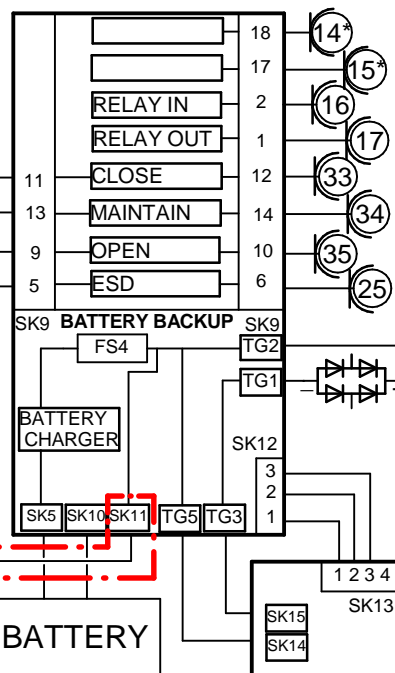 18 14*
17 15*
RELAY IN 2 16
RELAY OUT 1 17
11 CLOSE 12 33
13 MAINTAIN 14 34
9 OPEN 10 35
5 ESD 6 25
SK9 BATTERY BACKUP SK9
FS4 TG2
TG1
BATTERY
CHARGER
SK12
3
2
1
SK5 SK10 SK11 TG5 TG3
1 2 3 4
SK13
SK15
SK14
BATTERY